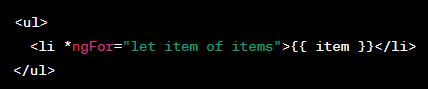 <ul>
  <li *ngFor="let item of items">{{ item }}</li>
</ul>